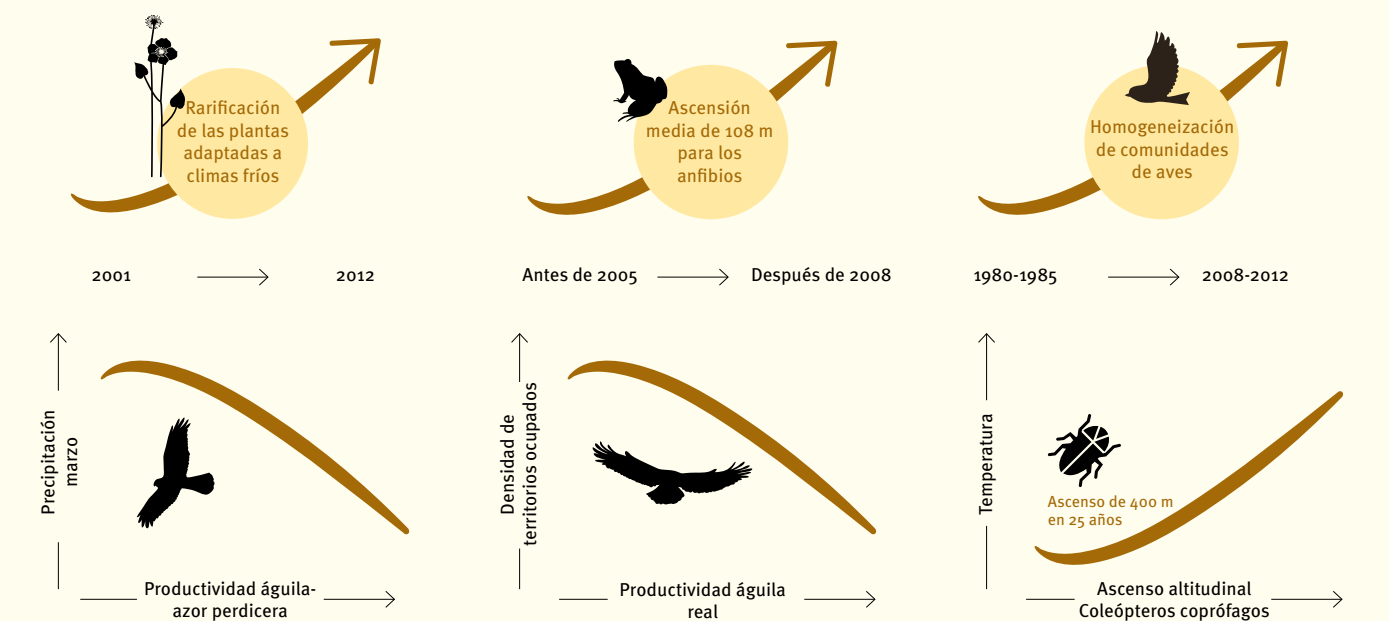 Rarificación
de las plantas
adaptadas a
climas fríos
2001
2012
Ascensión
media de 108 m
para los
anfibios
Antes de 2005
Después de 2008
Homogeneización
de comunidades
de aves
1980-1985
2008-2012
Precipitación
marzo
Productividad águila-
azor perdicera
Densidad de
territorios ocupados
Productividad águila
real
Temperatura
Ascenso de 400 m
en 25 años
Ascenso altitudinal
Coleópteros coprófagos